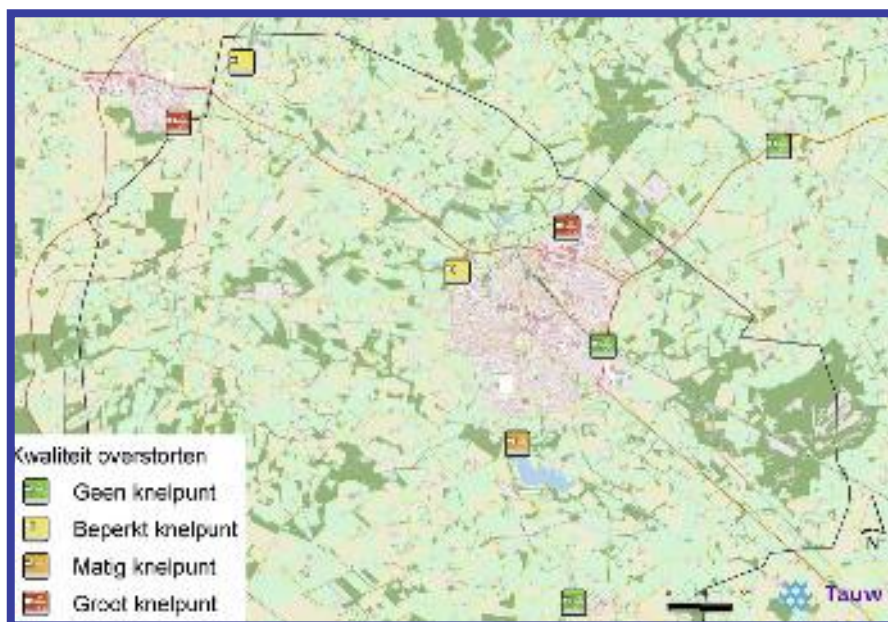 Kwaliteit overstorten
Geen knelpunt
Beperkt knelpunt
Matig knelpunt
Groot knelpunt
N
Tauw